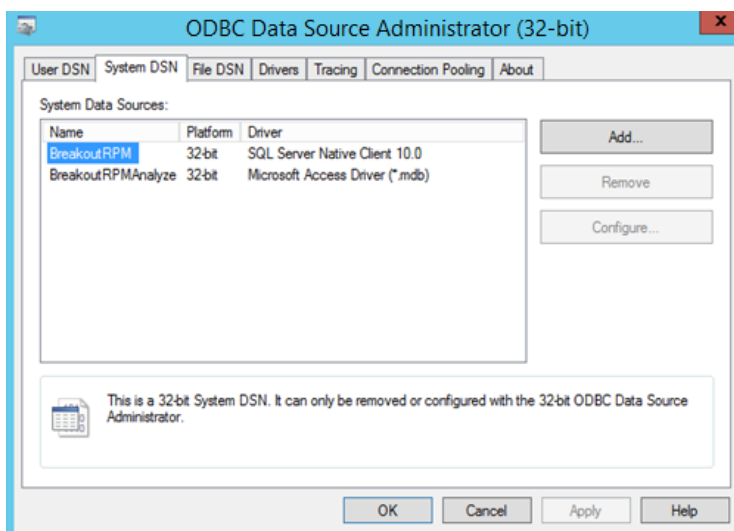 ODBC Data Source Administrator (32-bit)
x
User DSN System DSN File DSN Drivers Tracing Connection Pooling About
System Data Sources:
Name Platform Driver
BreakoutRPM 32-bit SQL Server Native Client 10.0
BreakoutRPMAnalyze 32-bit Microsoft Access Driver (*.mdb)
Add...
Remove
Configure...
This is a 32-bit System DSN. It can only be removed or configured with the 32-bit ODBC Data Source
Administrator.
OK Cancel Apply Help